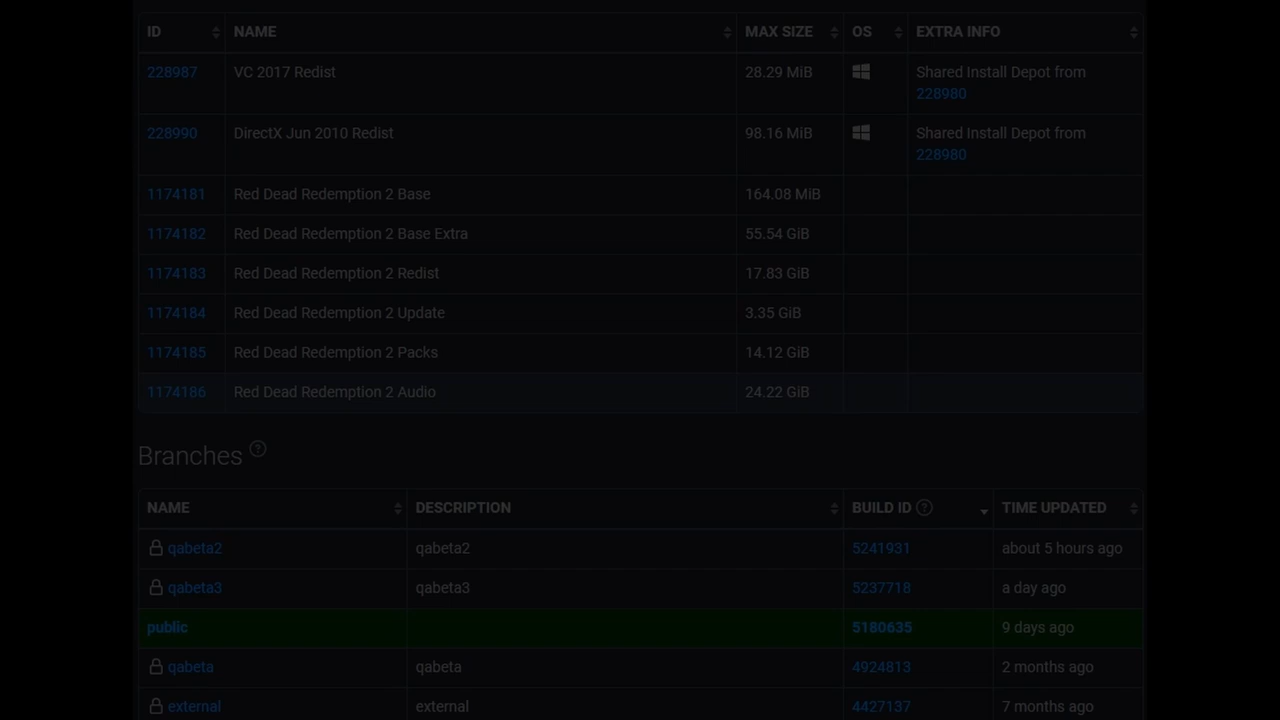 ID NAME MAX SIZE OS EXTRA INFO
228987 VC 2017 Redist 28.29 MiB Shared Install Depot from
228980
228990 DirectX Jun 2010 Redist 98.16 MiB Shared Install Depot from
228980
1174181 Red Dead Redemption 2 Base 164.08 MiB
1174182 Red Dead Redemption 2 Base Extra 55.54 GiB
1174183 Red Dead Redemption 2 Redist 17.83 GiB
1174184 Red Dead Redemption 2 Update 3.35 GiB
1174185 Red Dead Redemption 2 Packs 14.12 GiB
1174186 Red Dead Redemption 2 Audio 24.22 GiB
Branches ?
NAME DESCRIPTION BUILD ID ? TIME UPDATED
qabeta2 qabeta2 5241931 about 5 hours ago
qabeta3 qabeta3 5237718 a day ago
public 5180635 9 days ago
qabeta qabeta 4924813 2 months ago
external external 4427137 7 months ago